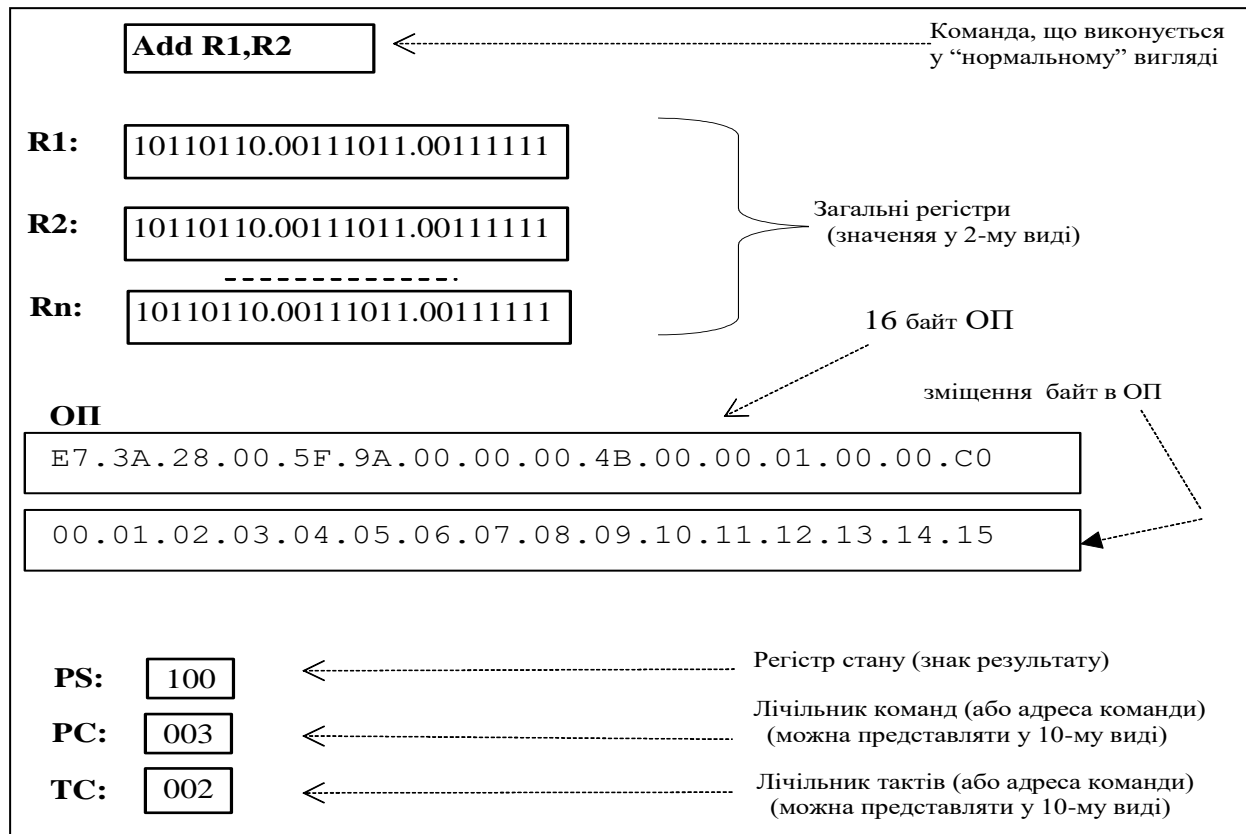 Add R1,R2
Команда, що виконується
у “нормальному” вигляді
R1: 10110110.00111011.00111111
R2: 10110110.00111011.00111111
Загальні регістри
(значеняя у 2-му виді)
Rn: 10110110.00111011.00111111
16 байт ОП
зміщення байт в ОП
ОП
E7.3A.28.00.5F.9A.00.00.00.4B.00.00.01.00.00.C0
00.01.02.03.04.05.06.07.08.09.10.11.12.13.14.15
PS: 100
Регістр стану (знак результату)
PC: 003
Лічільник команд (або адреса команди)
(можна представляти у 10-му виді)
TC: 002
Лічільник тактів (або адреса команди)
(можна представляти у 10-му виді)